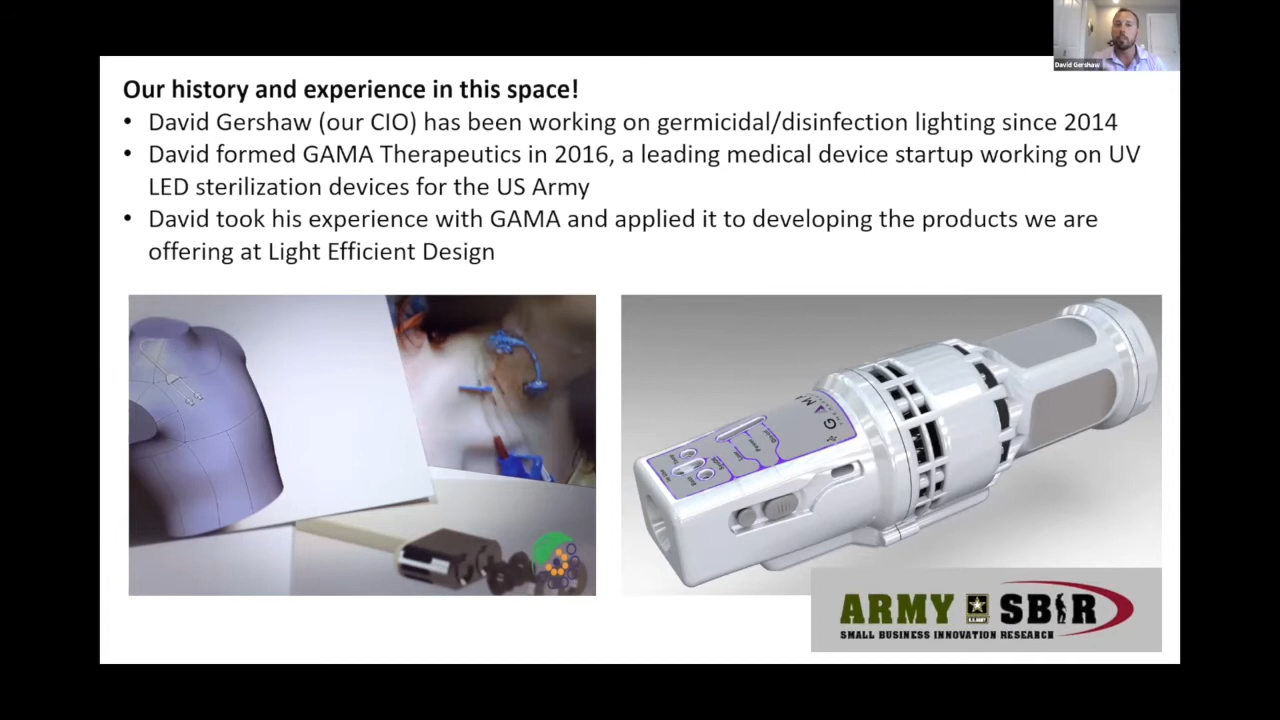 David Gershaw
Our history and experience in this space!
• David Gershaw (our CIO) has been working on germicidal/disinfection lighting since 2014
• David formed GAMA Therapeutics in 2016, a leading medical device startup working on UV
LED sterilization devices for the US Army
• David took his experience with GAMA and applied it to developing the products we are
offering at Light Efficient Design
GAMA
ARMY SBIR
U.S.ARMY
SMALL BUSINESS INNOVATION RESEARCH